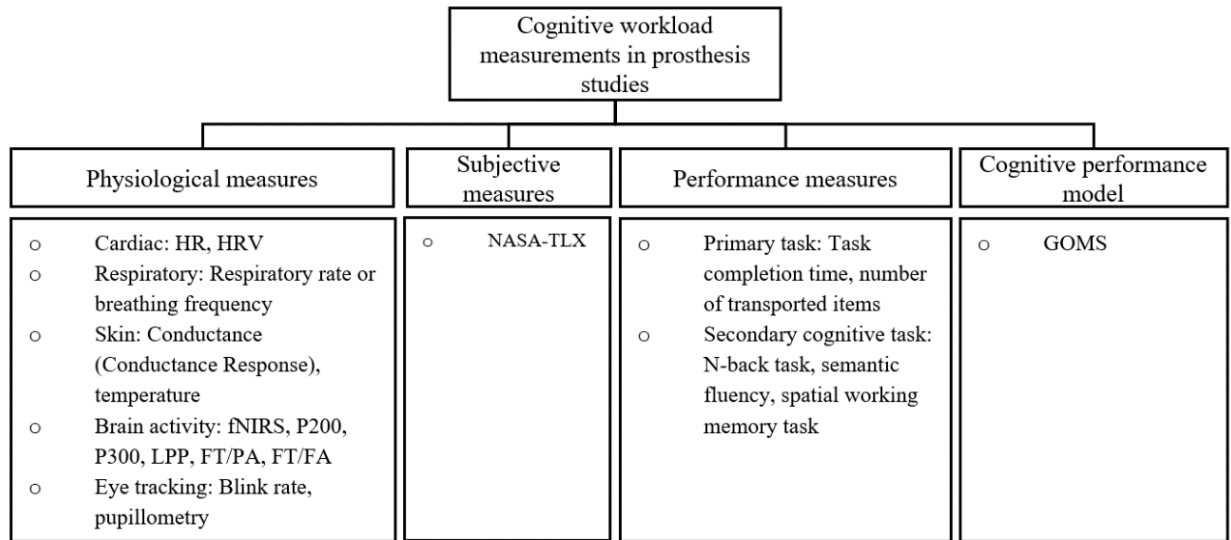 Cognitive workload
measurements in prosthesis
studies
Physiological measures
Subjective
measures
Performance measures
Cognitive performance
model
o Cardiac: HR, HRV
o Respiratory: Respiratory rate or
breathing frequency
o Skin: Conductance
(Conductance Response),
temperature
o Brain activity: fNIRS, P200,
P300, LPP, FT/PA, FT/FA
o Eye tracking: Blink rate,
pupillometry
o NASA-TLX
o Primary task: Task
completion time, number
of transported items
o Secondary cognitive task:
N-back task, semantic
fluency, spatial working
memory task
o GOMS